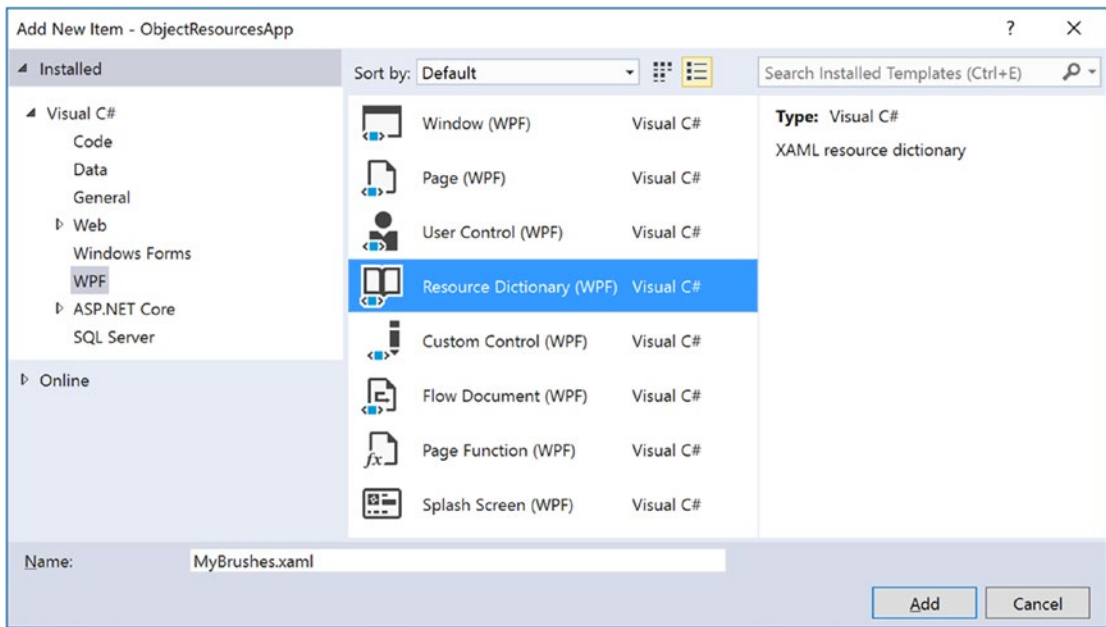 Add New Item - ObjectResourcesApp ? ×
Installed
Visual C#
Code
Data
General
Web
Windows Forms
WPF
ASP.NET Core
SQL Server
Online
Sort by: Default
Window (WPF) Visual C#
Page (WPF) Visual C#
User Control (WPF) Visual C#
Resource Dictionary (WPF) Visual C#
Custom Control (WPF) Visual C#
Flow Document (WPF) Visual C#
fx Page Function (WPF) Visual C#
Splash Screen (WPF) Visual C#
Search Installed Templates (Ctrl+E)
Type: Visual C#
XAML resource dictionary
Name: MyBrushes.xaml
Add Cancel